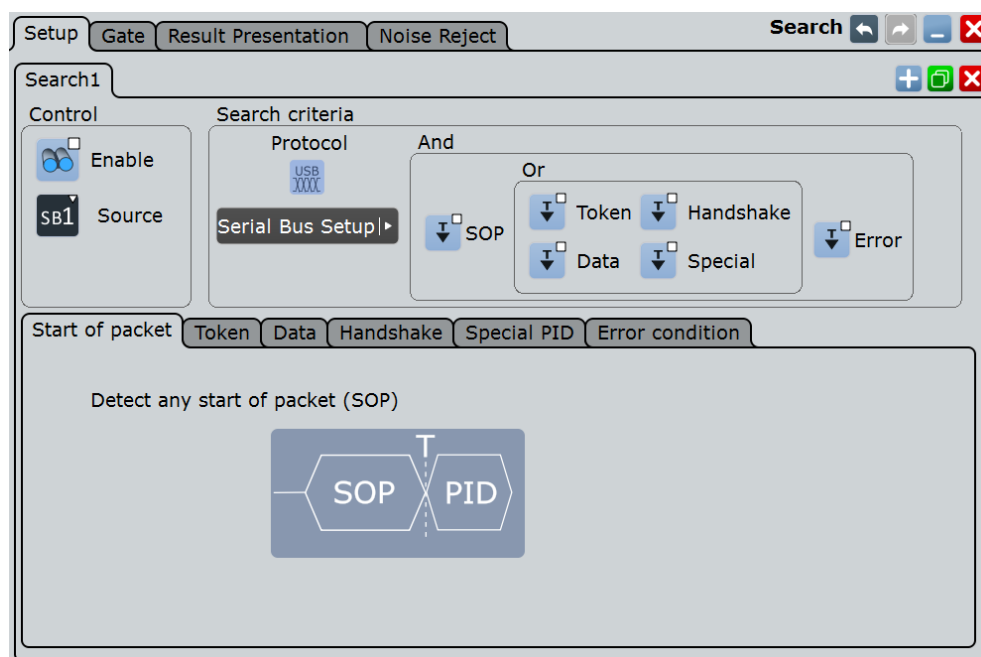 Setup Gate Result Presentation Noise Reject Search
Search1
Control Search criteria
Protocol And
USB Or
Enable T Token T Handshake
SB1 Source Serial Bus Setup T SOP T Error
T Data T Special
Start of packet Token Data Handshake Special PID Error condition
Detect any start of packet (SOP)
T
SOP PID